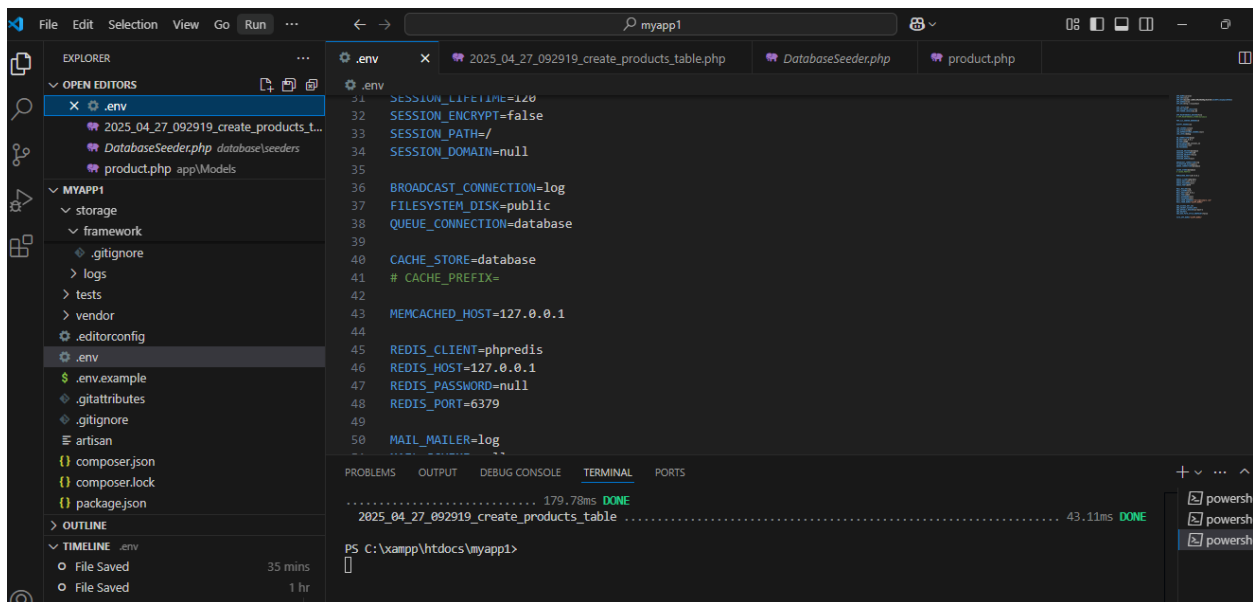 File Edit Selection View Go Run ··· myapp1
EXPLORER ···
OPEN EDITORS
.env
2025_04_27_092919_create_products_t...
DatabaseSeeder.php database\seeders
product.php app\Models
MYAPP1
storage
framework
.gitignore
logs
tests
vendor
.editorconfig
.env
$ .env.example
.gitattributes
.gitignore
artisan
{} composer.json
{} composer.lock
{} package.json
OUTLINE
TIMELINE .env
File Saved 35 mins
File Saved 1 hr
.env 2025_04_27_092919_create_products_table.php DatabaseSeeder.php product.php
.env
31 SESSION_LIFETIME=120
32 SESSION_ENCRYPT=false
33 SESSION_PATH=/
34 SESSION_DOMAIN=null
35
36 BROADCAST_CONNECTION=log
37 FILESYSTEM_DISK=public
38 QUEUE_CONNECTION=database
39
40 CACHE_STORE=database
41 # CACHE_PREFIX=
42
43 MEMCACHED_HOST=127.0.0.1
44
45 REDIS_CLIENT=phpredis
46 REDIS_HOST=127.0.0.1
47 REDIS_PASSWORD=null
48 REDIS_PORT=6379
49
50 MAIL_MAILER=log
PROBLEMS OUTPUT DEBUG CONSOLE TERMINAL PORTS
............................. 179.78ms DONE
2025_04_27_092919_create_products_table ................................................................. 43.11ms DONE
PS C:\xampp\htdocs\myapp1>
powersh
powersh
powersh